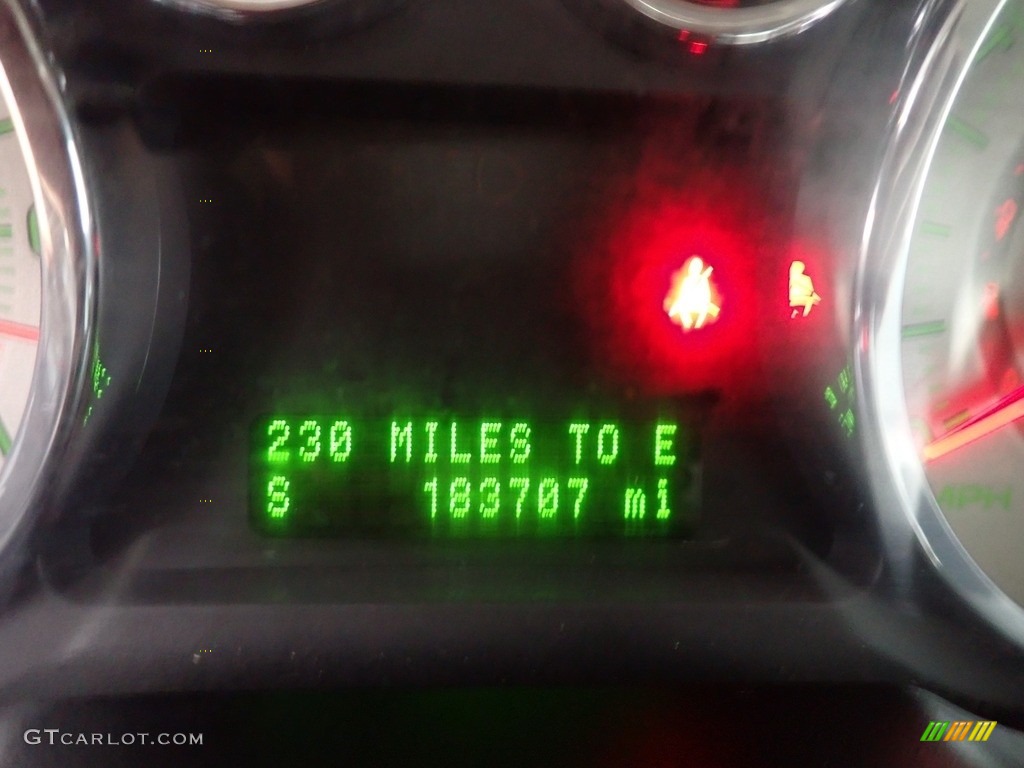 230 MILES TO E
S 183707 mi
MPH
GTCARLOT.COM